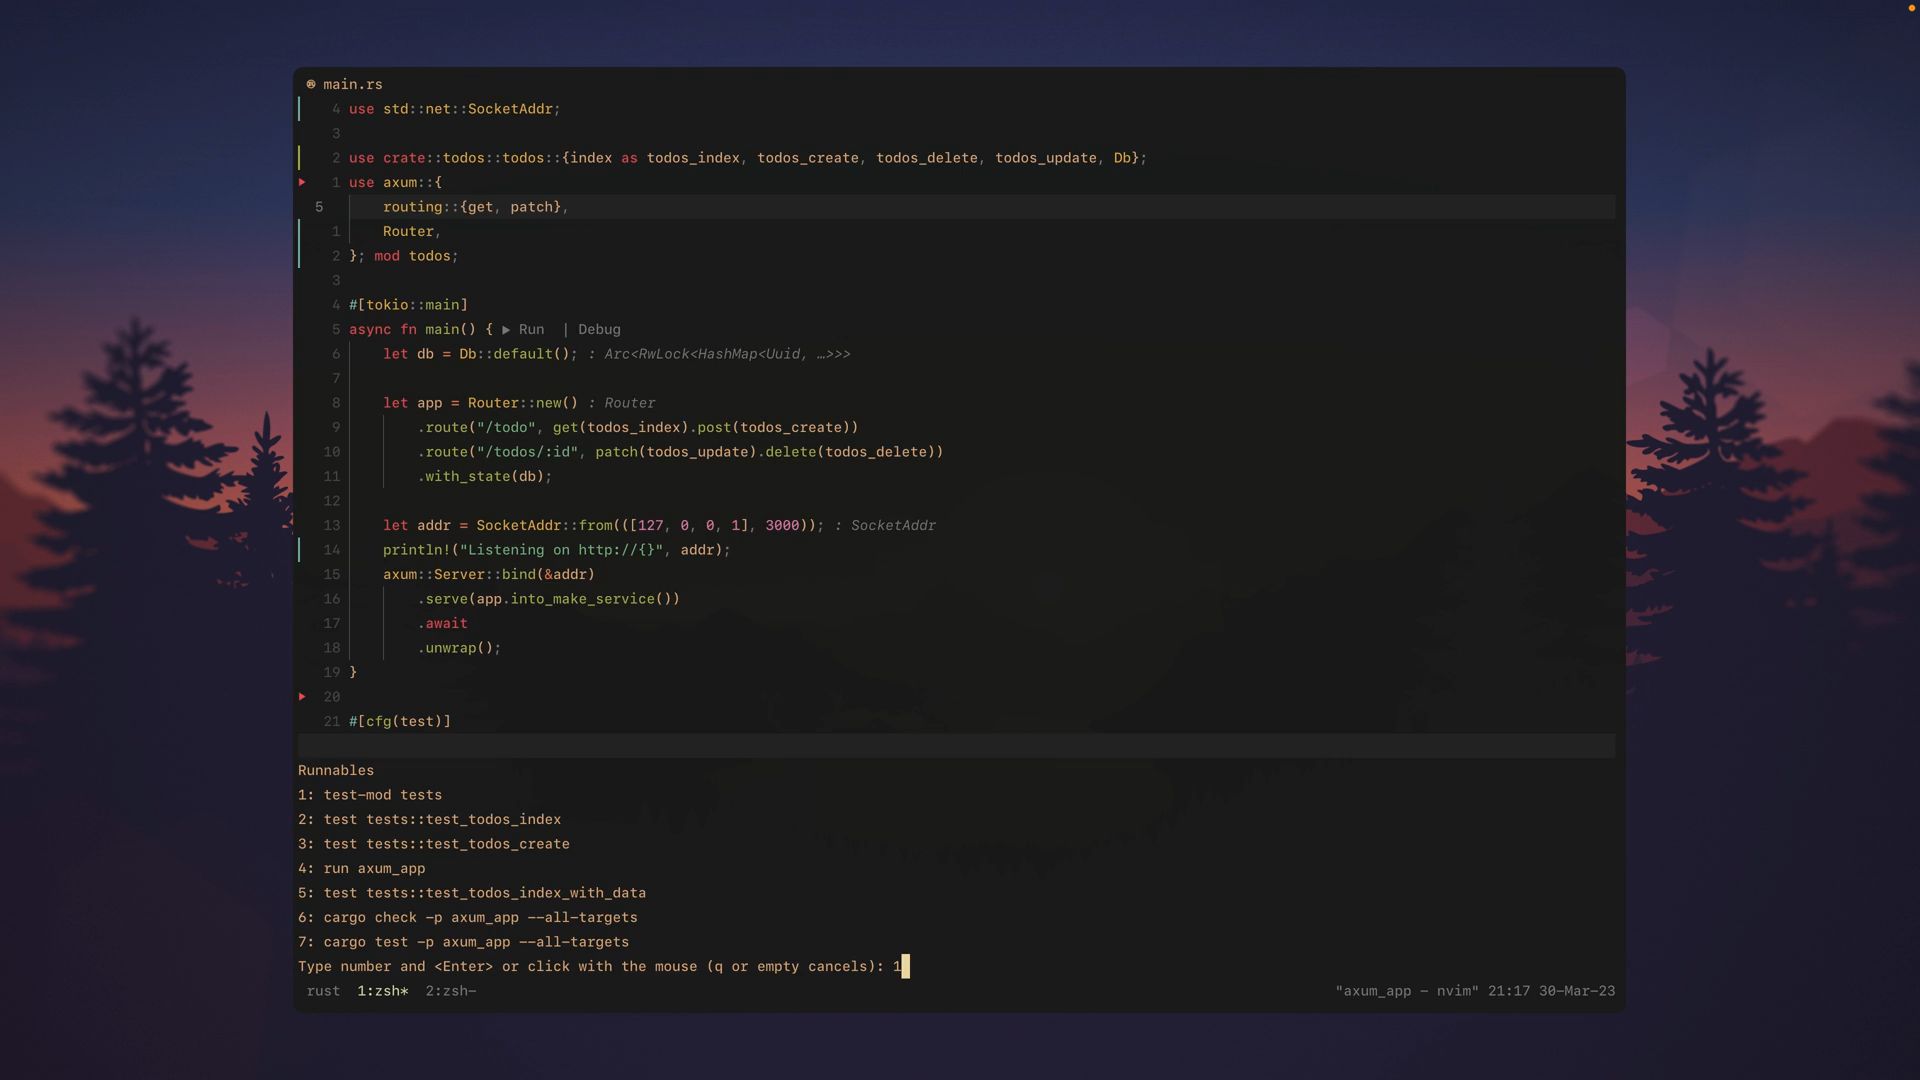 main.rs
4 use std::net::SocketAddr;
3
2 use crate::todos::todos::{index as todos_index, todos_create, todos_delete, todos_update, Db};
1 use axum::{
5 routing::{get, patch},
1 Router,
2 }; mod todos;
3
4 #[tokio::main]
5 async fn main() { ▶ Run | Debug
6 let db = Db::default(); : Arc<RwLock<HashMap<Uuid, …>>>
7
8 let app = Router::new() : Router
9 .route("/todo", get(todos_index).post(todos_create))
10 .route("/todos/:id", patch(todos_update).delete(todos_delete))
11 .with_state(db);
12
13 let addr = SocketAddr::from(([127, 0, 0, 1], 3000)); : SocketAddr
14 println!("Listening on http://{}", addr);
15 axum::Server::bind(&addr)
16 .serve(app.into_make_service())
17 .await
18 .unwrap();
19 }
20
21 #[cfg(test)]
Runnables
1: test-mod tests
2: test tests::test_todos_index
3: test tests::test_todos_create
4: run axum_app
5: test tests::test_todos_index_with_data
6: cargo check -p axum_app --all-targets
7: cargo test -p axum_app --all-targets
Type number and <Enter> or click with the mouse (q or empty cancels): 1
rust 1:zsh* 2:zsh- "axum_app - nvim" 21:17 30-Mar-23